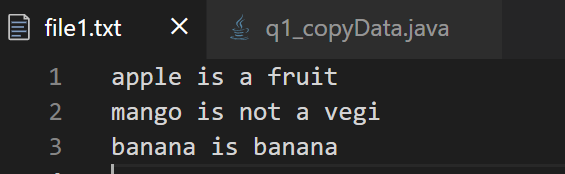 file1.txt × q1_copyData.java
1 apple is a fruit
2 mango is not a vegi
3 banana is banana